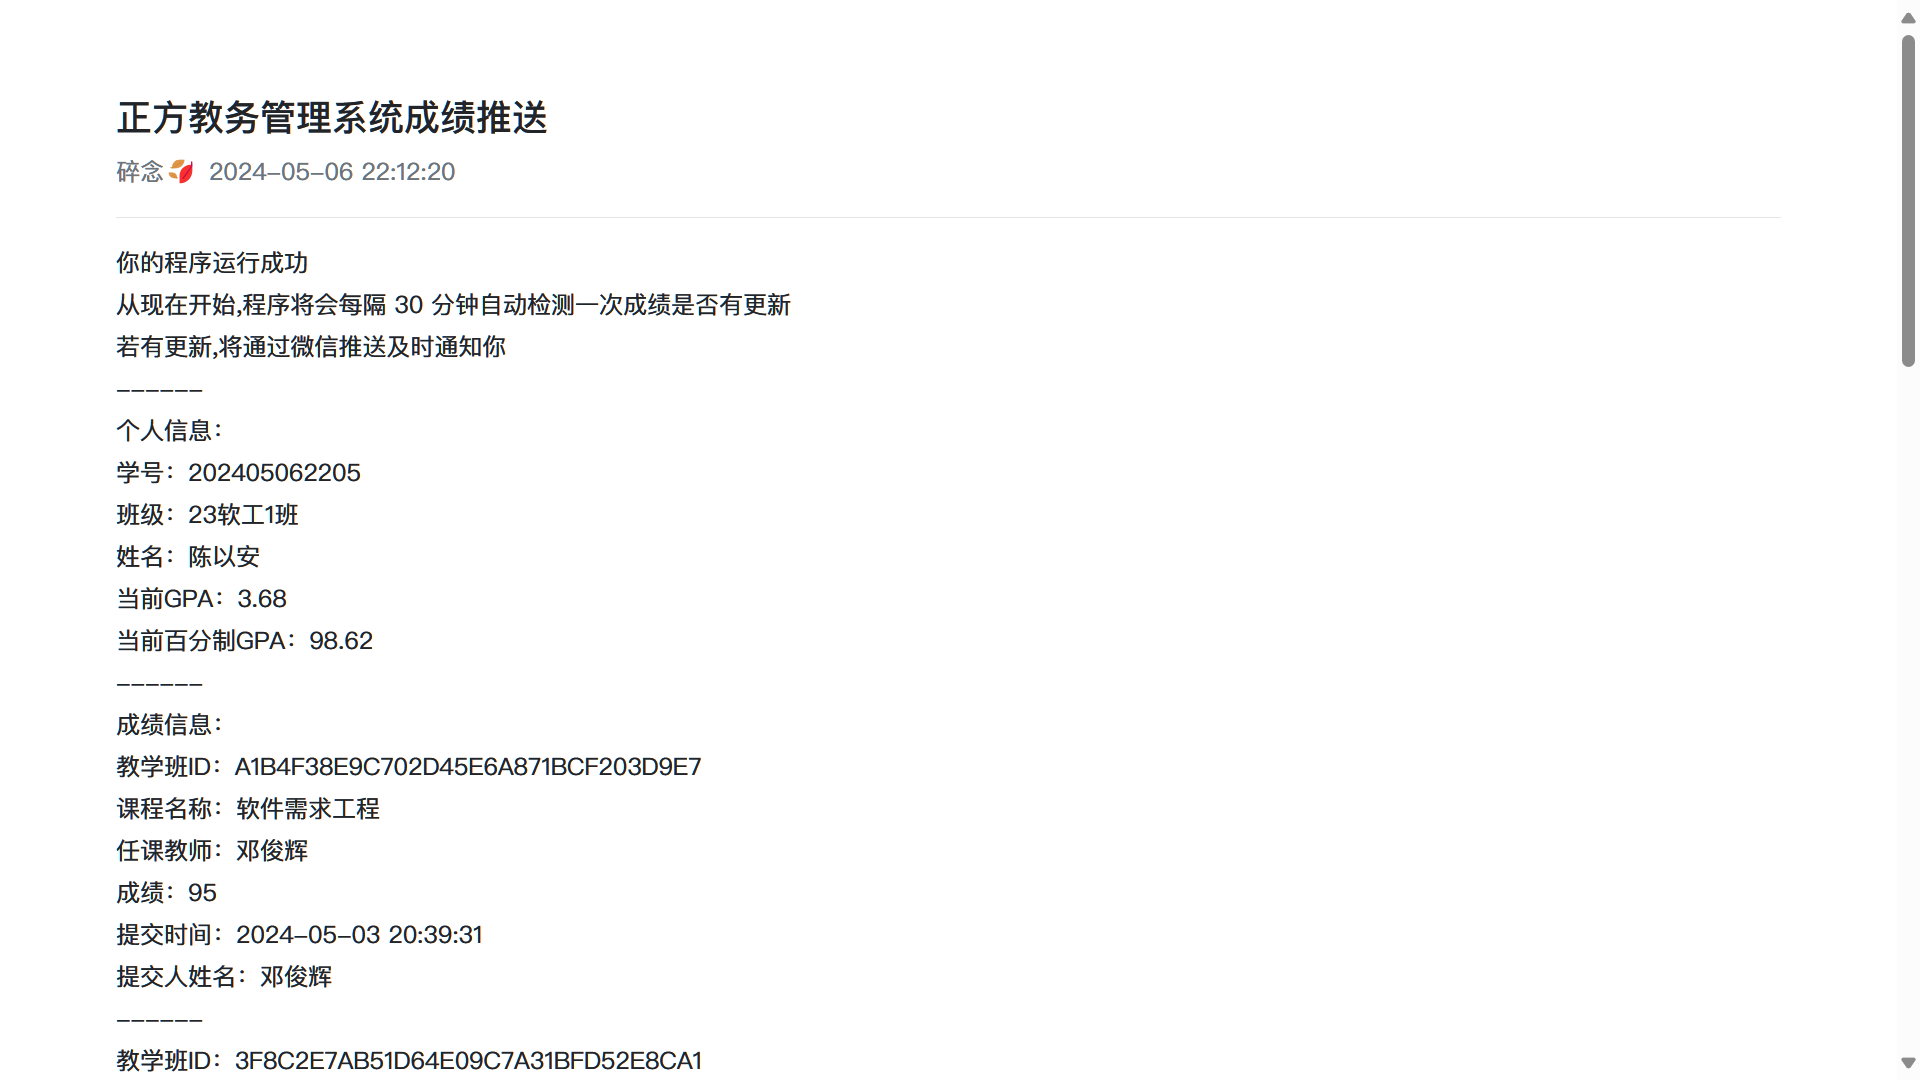 正方教务管理系统成绩推送
碎念🍂 2024-05-06 22:12:20
你的程序运行成功
从现在开始,程序将会每隔 30 分钟自动检测一次成绩是否有更新
若有更新,将通过微信推送及时通知你
------
个人信息：
学号：202405062205
班级：23软工1班
姓名：陈以安
当前GPA：3.68
当前百分制GPA：98.62
------
成绩信息：
教学班ID：A1B4F38E9C702D45E6A871BCF203D9E7
课程名称：软件需求工程
任课教师：邓俊辉
成绩：95
提交时间：2024-05-03 20:39:31
提交人姓名：邓俊辉
------
教学班ID：3F8C2E7AB51D64E09C7A31BFD52E8CA1